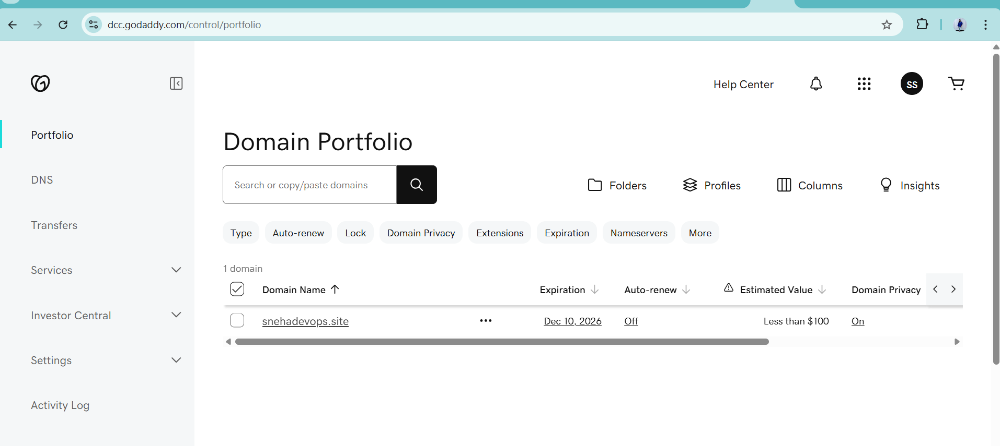 dcc.godaddy.com/control/portfolio
Help Center
SS
Portfolio
DNS
Transfers
Services
Investor Central
Settings
Activity Log
Domain Portfolio
Search or copy/paste domains
Folders Profiles Columns Insights
Type Auto-renew Lock Domain Privacy Extensions Expiration Nameservers More
1 domain
Domain Name Expiration Auto-renew Estimated Value Domain Privacy
snehadevops.site Dec 10, 2026 Off Less than $100 On